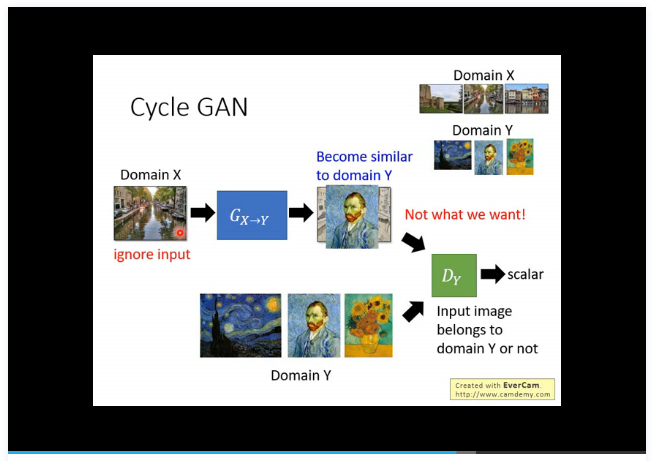 Domain X
Cycle GAN
Domain Y
Become similar
to domain Y
Domain X
G_{X→Y}
Not what we want!
ignore input
D_Y
scalar
Input image
belongs to
domain Y or not
Domain Y
Created with EverCam.
http://www.camdemy.com